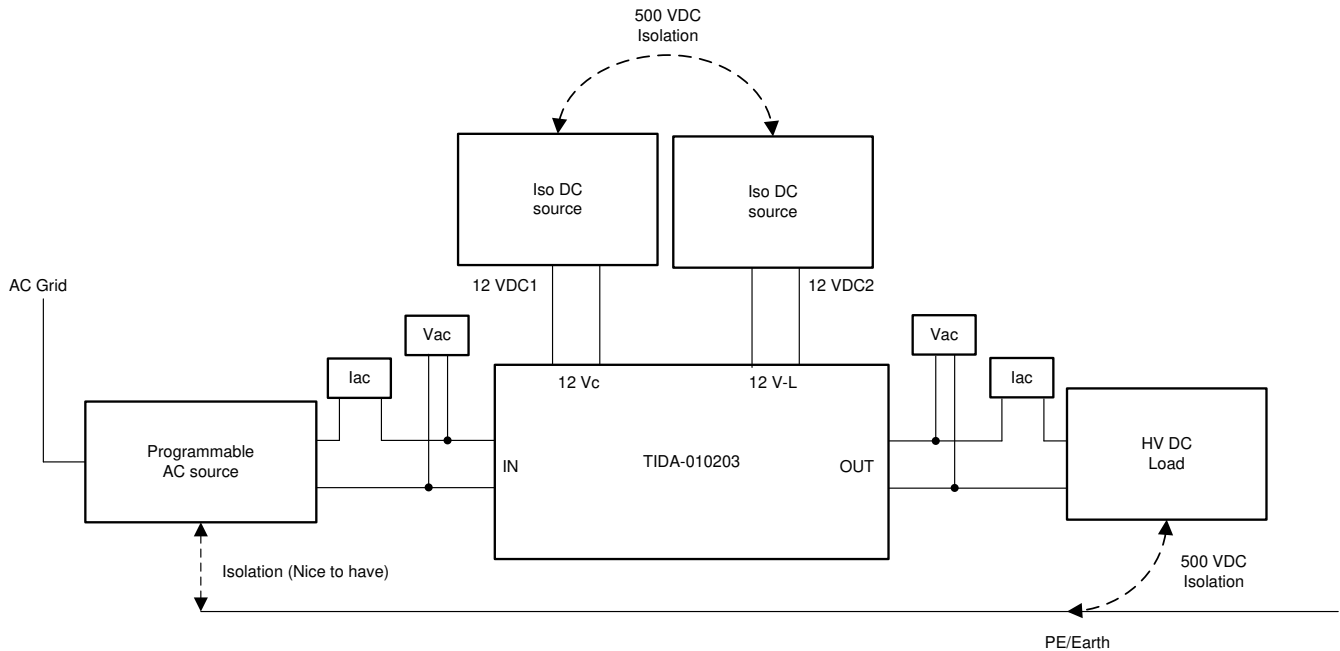 500 VDC
Isolation
Iso DC
source
Iso DC
source
12 VDC1
12 VDC2
AC Grid
Vac
Vac
Iac
Iac
12 Vc
12 V-L
Programmable
AC source
IN
TIDA-010203
OUT
HV DC
Load
Isolation (Nice to have)
500 VDC
Isolation
PE/Earth